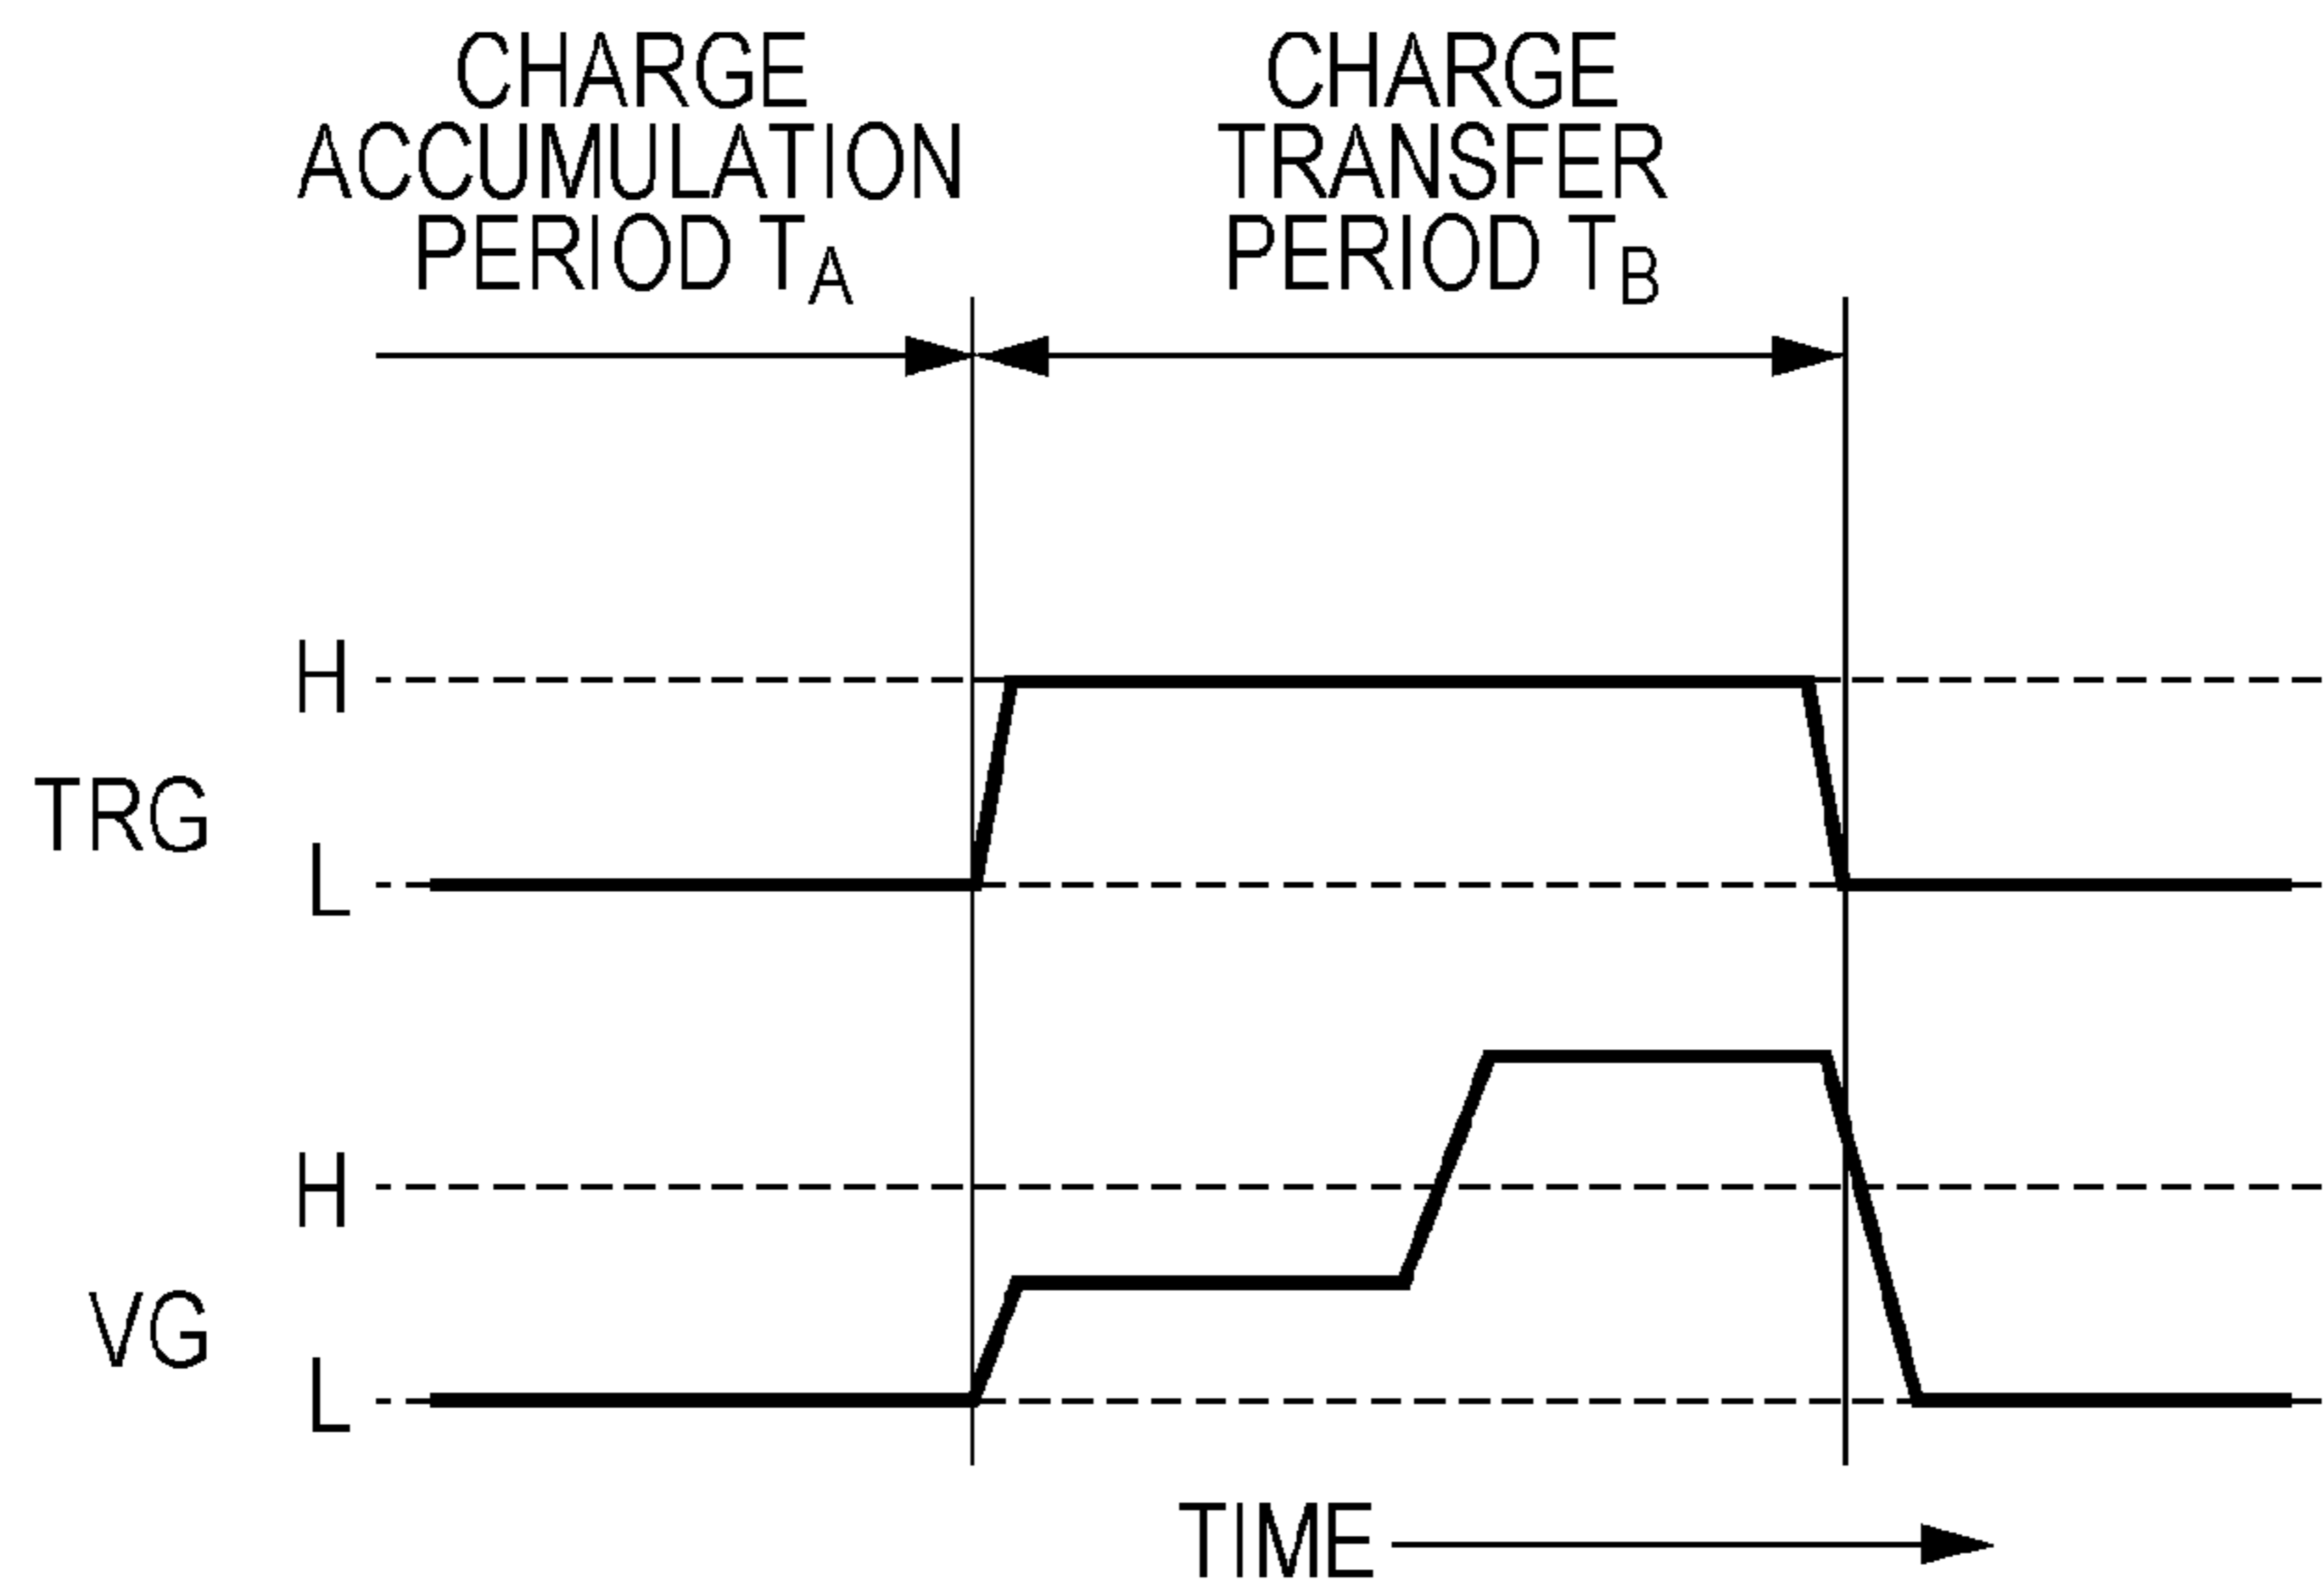 CHARGE
ACCUMULATION
PERIOD TA
CHARGE
TRANSFER
PERIOD TB
H
TRG
L
H
VG
L
TIME